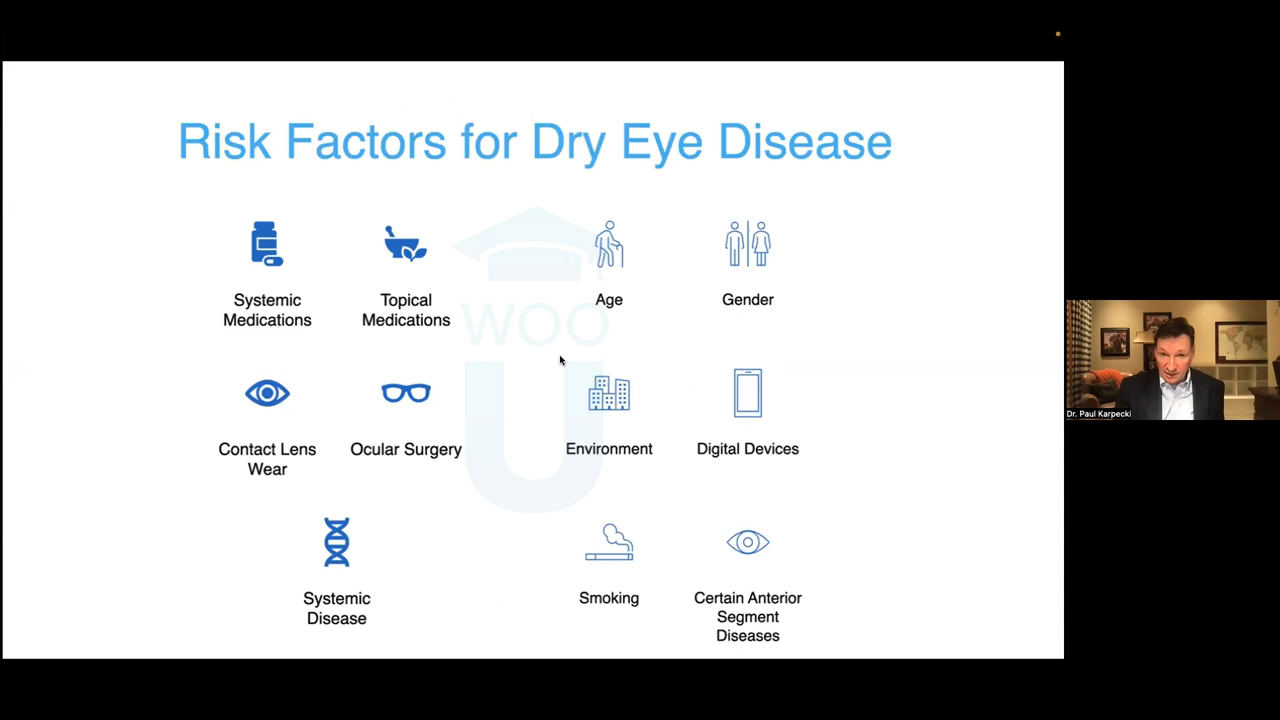 Risk Factors for Dry Eye Disease
Systemic
Medications
Topical
Medications
Age
Gender
WOO
U
Contact Lens
Wear
Ocular Surgery
Environment
Digital Devices
Systemic
Disease
Smoking
Certain Anterior
Segment
Diseases
Dr. Paul Karpecki